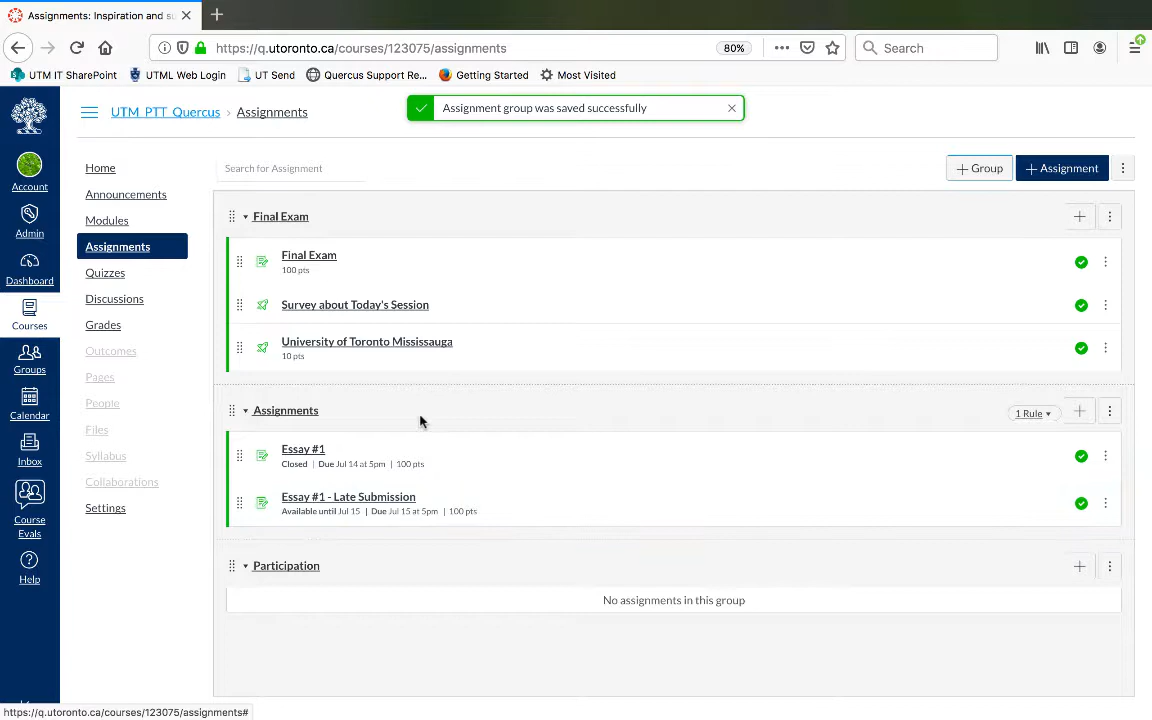 Assignments: Inspiration and su
https://q.utoronto.ca/courses/123075/assignments
80%
Search
UTM IT SharePoint
UTML Web Login
UT Send
Quercus Support Re...
Getting Started
Most Visited
UTM PTT Quercus › Assignments
Assignment group was saved successfully
Account
Admin
Dashboard
Courses
Groups
Calendar
Inbox
Course
Evals
Help
Home
Announcements
Modules
Assignments
Quizzes
Discussions
Grades
Outcomes
Pages
People
Files
Syllabus
Collaborations
Settings
Search for Assignment
+ Group
+ Assignment
Final Exam
Final Exam
100 pts
Survey about Today's Session
University of Toronto Mississauga
10 pts
Assignments
1 Rule
Essay #1
Closed | Due Jul 14 at 5pm | 100 pts
Essay #1 - Late Submission
Available until Jul 15 | Due Jul 15 at 5pm | 100 pts
Participation
No assignments in this group
https://q.utoronto.ca/courses/123075/assignments#